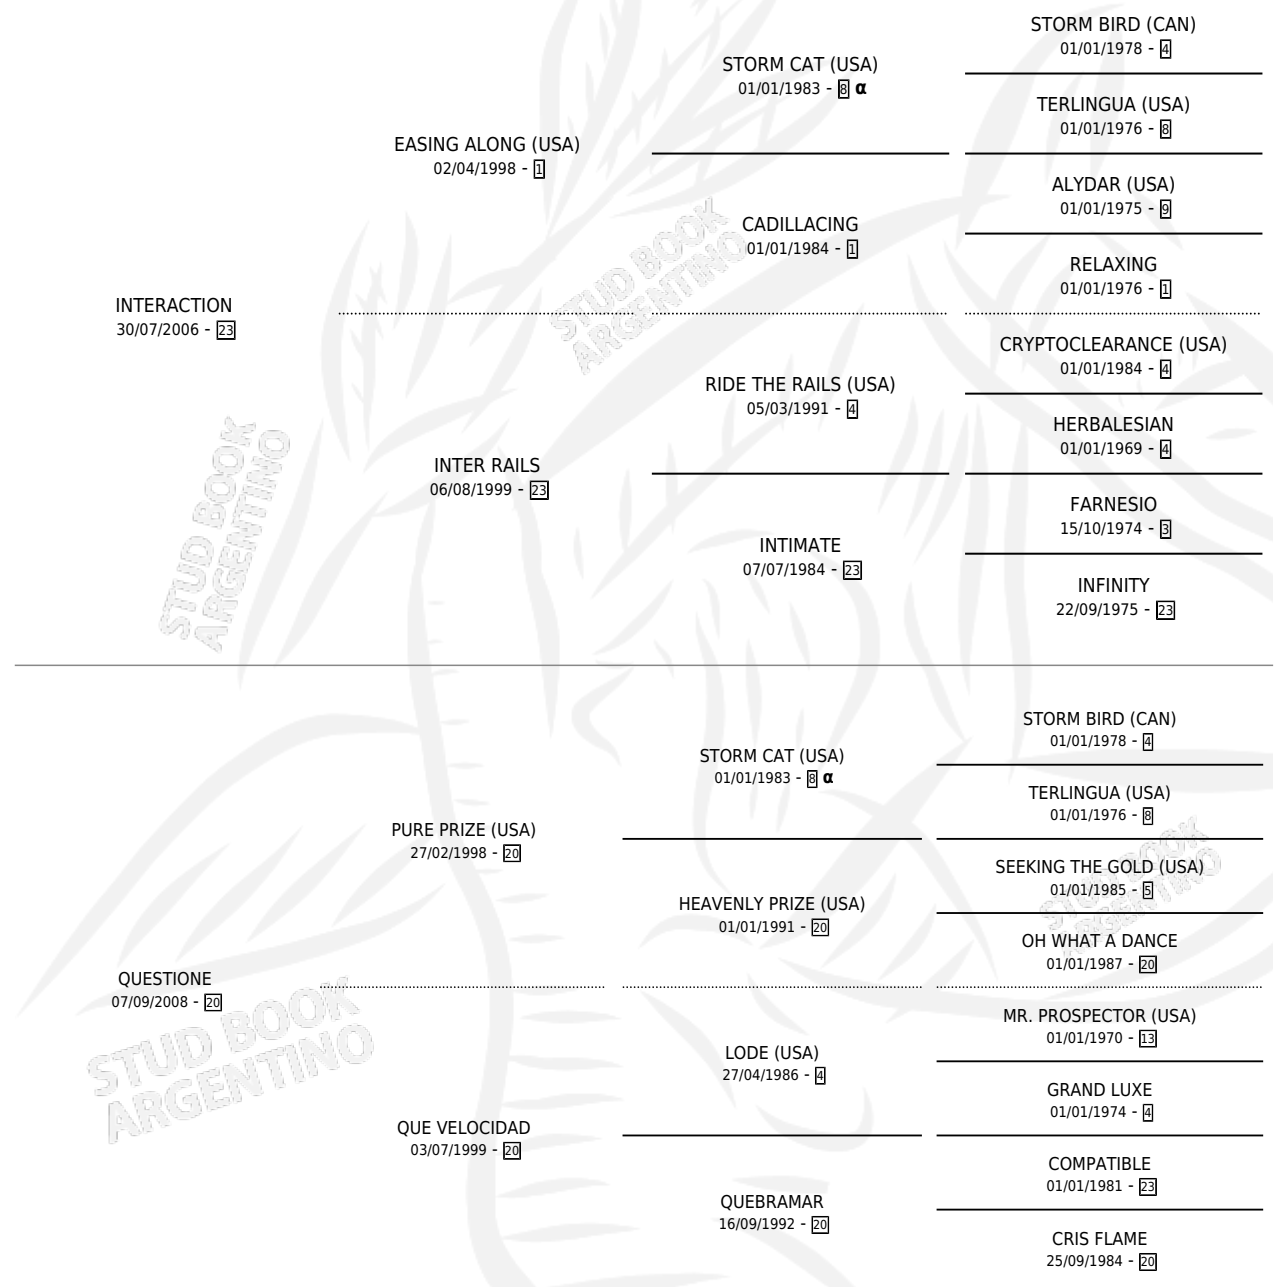 INTERACTION
30/07/2006 - 23
EASING ALONG (USA)
02/04/1998 - 1
STORM CAT (USA)
01/01/1983 - 8 α
STORM BIRD (CAN)
01/01/1978 - 4
TERLINGUA (USA)
01/01/1976 - 8
CADILLACING
01/01/1984 - 1
ALYDAR (USA)
01/01/1975 - 9
RELAXING
01/01/1976 - 1
INTER RAILS
06/08/1999 - 23
RIDE THE RAILS (USA)
05/03/1991 - 4
CRYPTOCLEARANCE (USA)
01/01/1984 - 4
HERBALESIAN
01/01/1969 - 4
INTIMATE
07/07/1984 - 23
FARNESIO
15/10/1974 - 3
INFINITY
22/09/1975 - 23
QUESTIONE
07/09/2008 - 20
PURE PRIZE (USA)
27/02/1998 - 20
STORM CAT (USA)
01/01/1983 - 8 α
STORM BIRD (CAN)
01/01/1978 - 4
TERLINGUA (USA)
01/01/1976 - 8
HEAVENLY PRIZE (USA)
01/01/1991 - 20
SEEKING THE GOLD (USA)
01/01/1985 - 5
OH WHAT A DANCE
01/01/1987 - 20
QUE VELOCIDAD
03/07/1999 - 20
LODE (USA)
27/04/1986 - 4
MR. PROSPECTOR (USA)
01/01/1970 - 13
GRAND LUXE
01/01/1974 - 4
QUEBRAMAR
16/09/1992 - 20
COMPATIBLE
01/01/1981 - 23
CRIS FLAME
25/09/1984 - 20
STUD BOOK
ARGENTINO
STUD BOOK
ARGENTINO
STUD BOOK
ARGENTINO
STUD BOOK
ARGENTINO